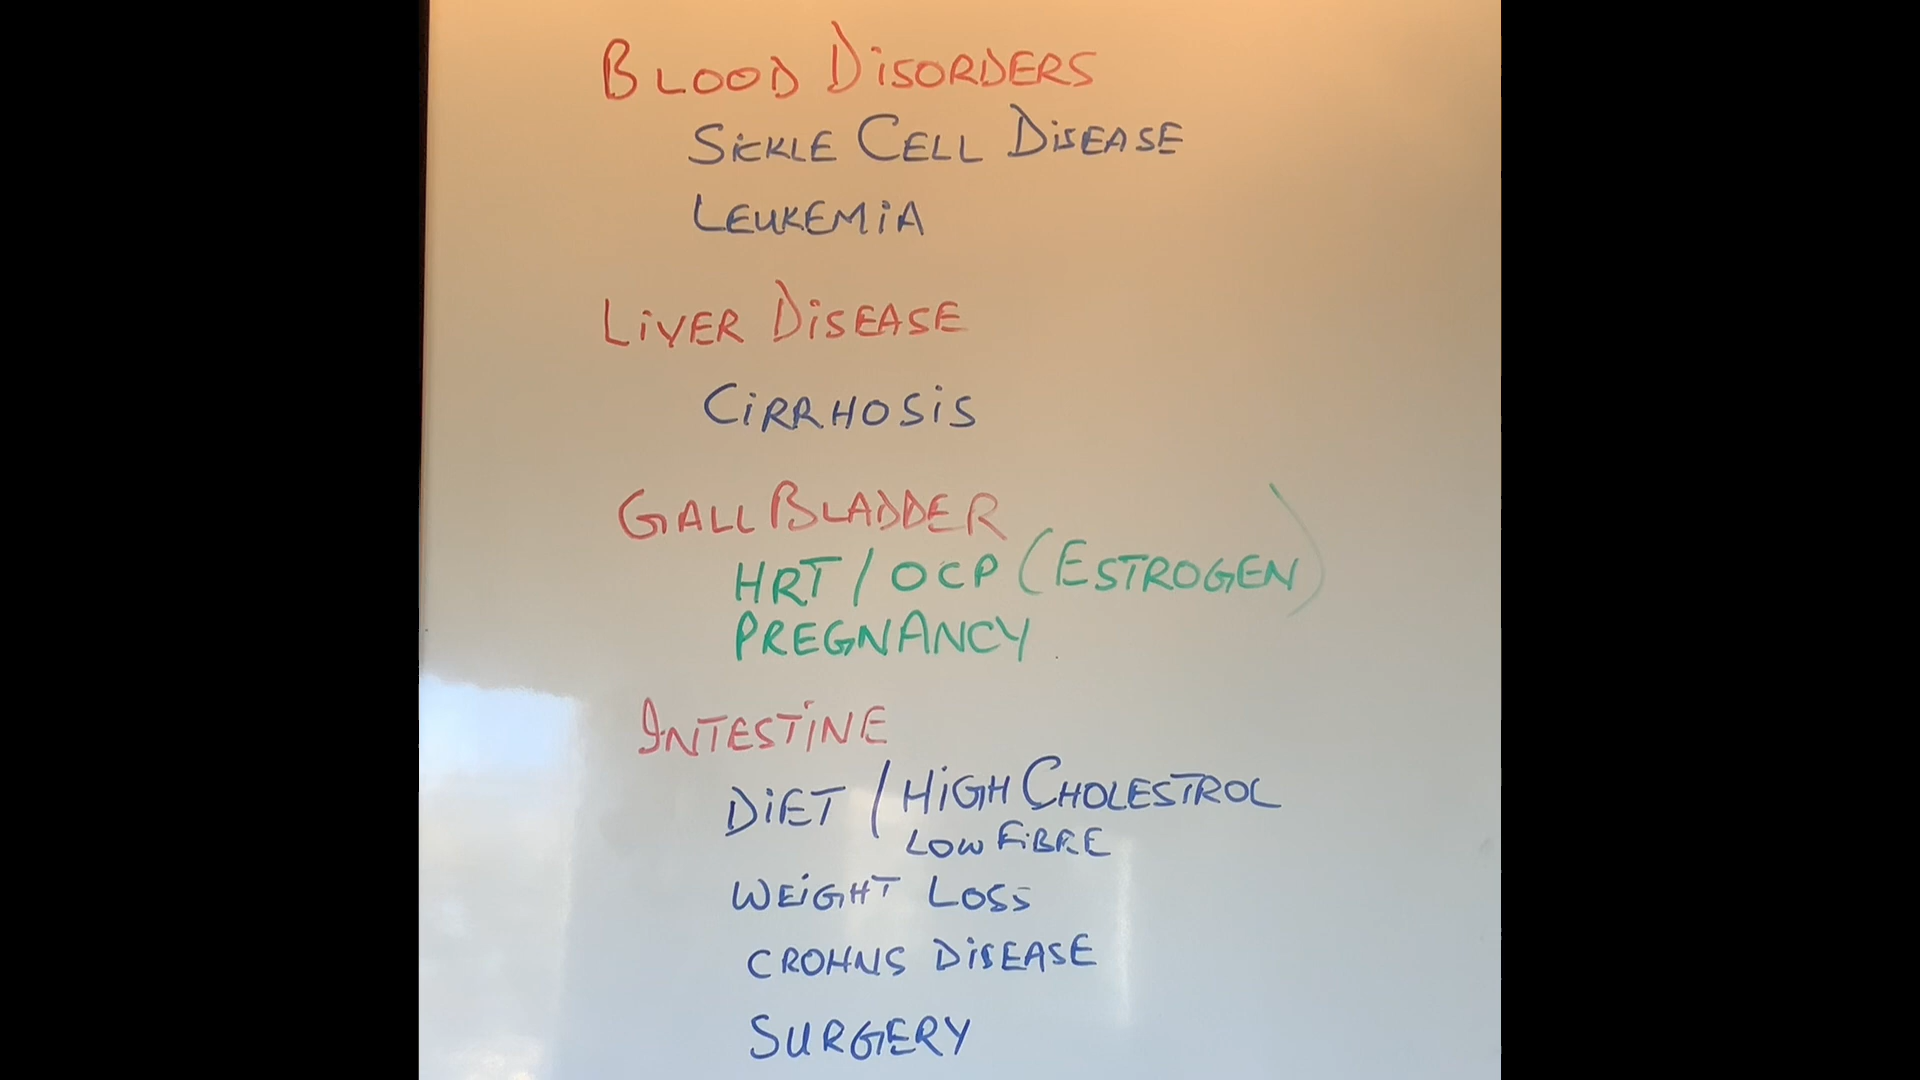 BLOOD DISORDERS
SICKLE CELL DISEASE
LEUKEMIA
LIVER DISEASE
CIRRHOSIS
GALL BLADDER
HRT / OCP (ESTROGEN)
PREGNANCY
INTESTINE
DIET / HIGH CHOLESTROL
LOW FIBRE
WEIGHT LOSS
CROHNS DISEASE
SURGERY